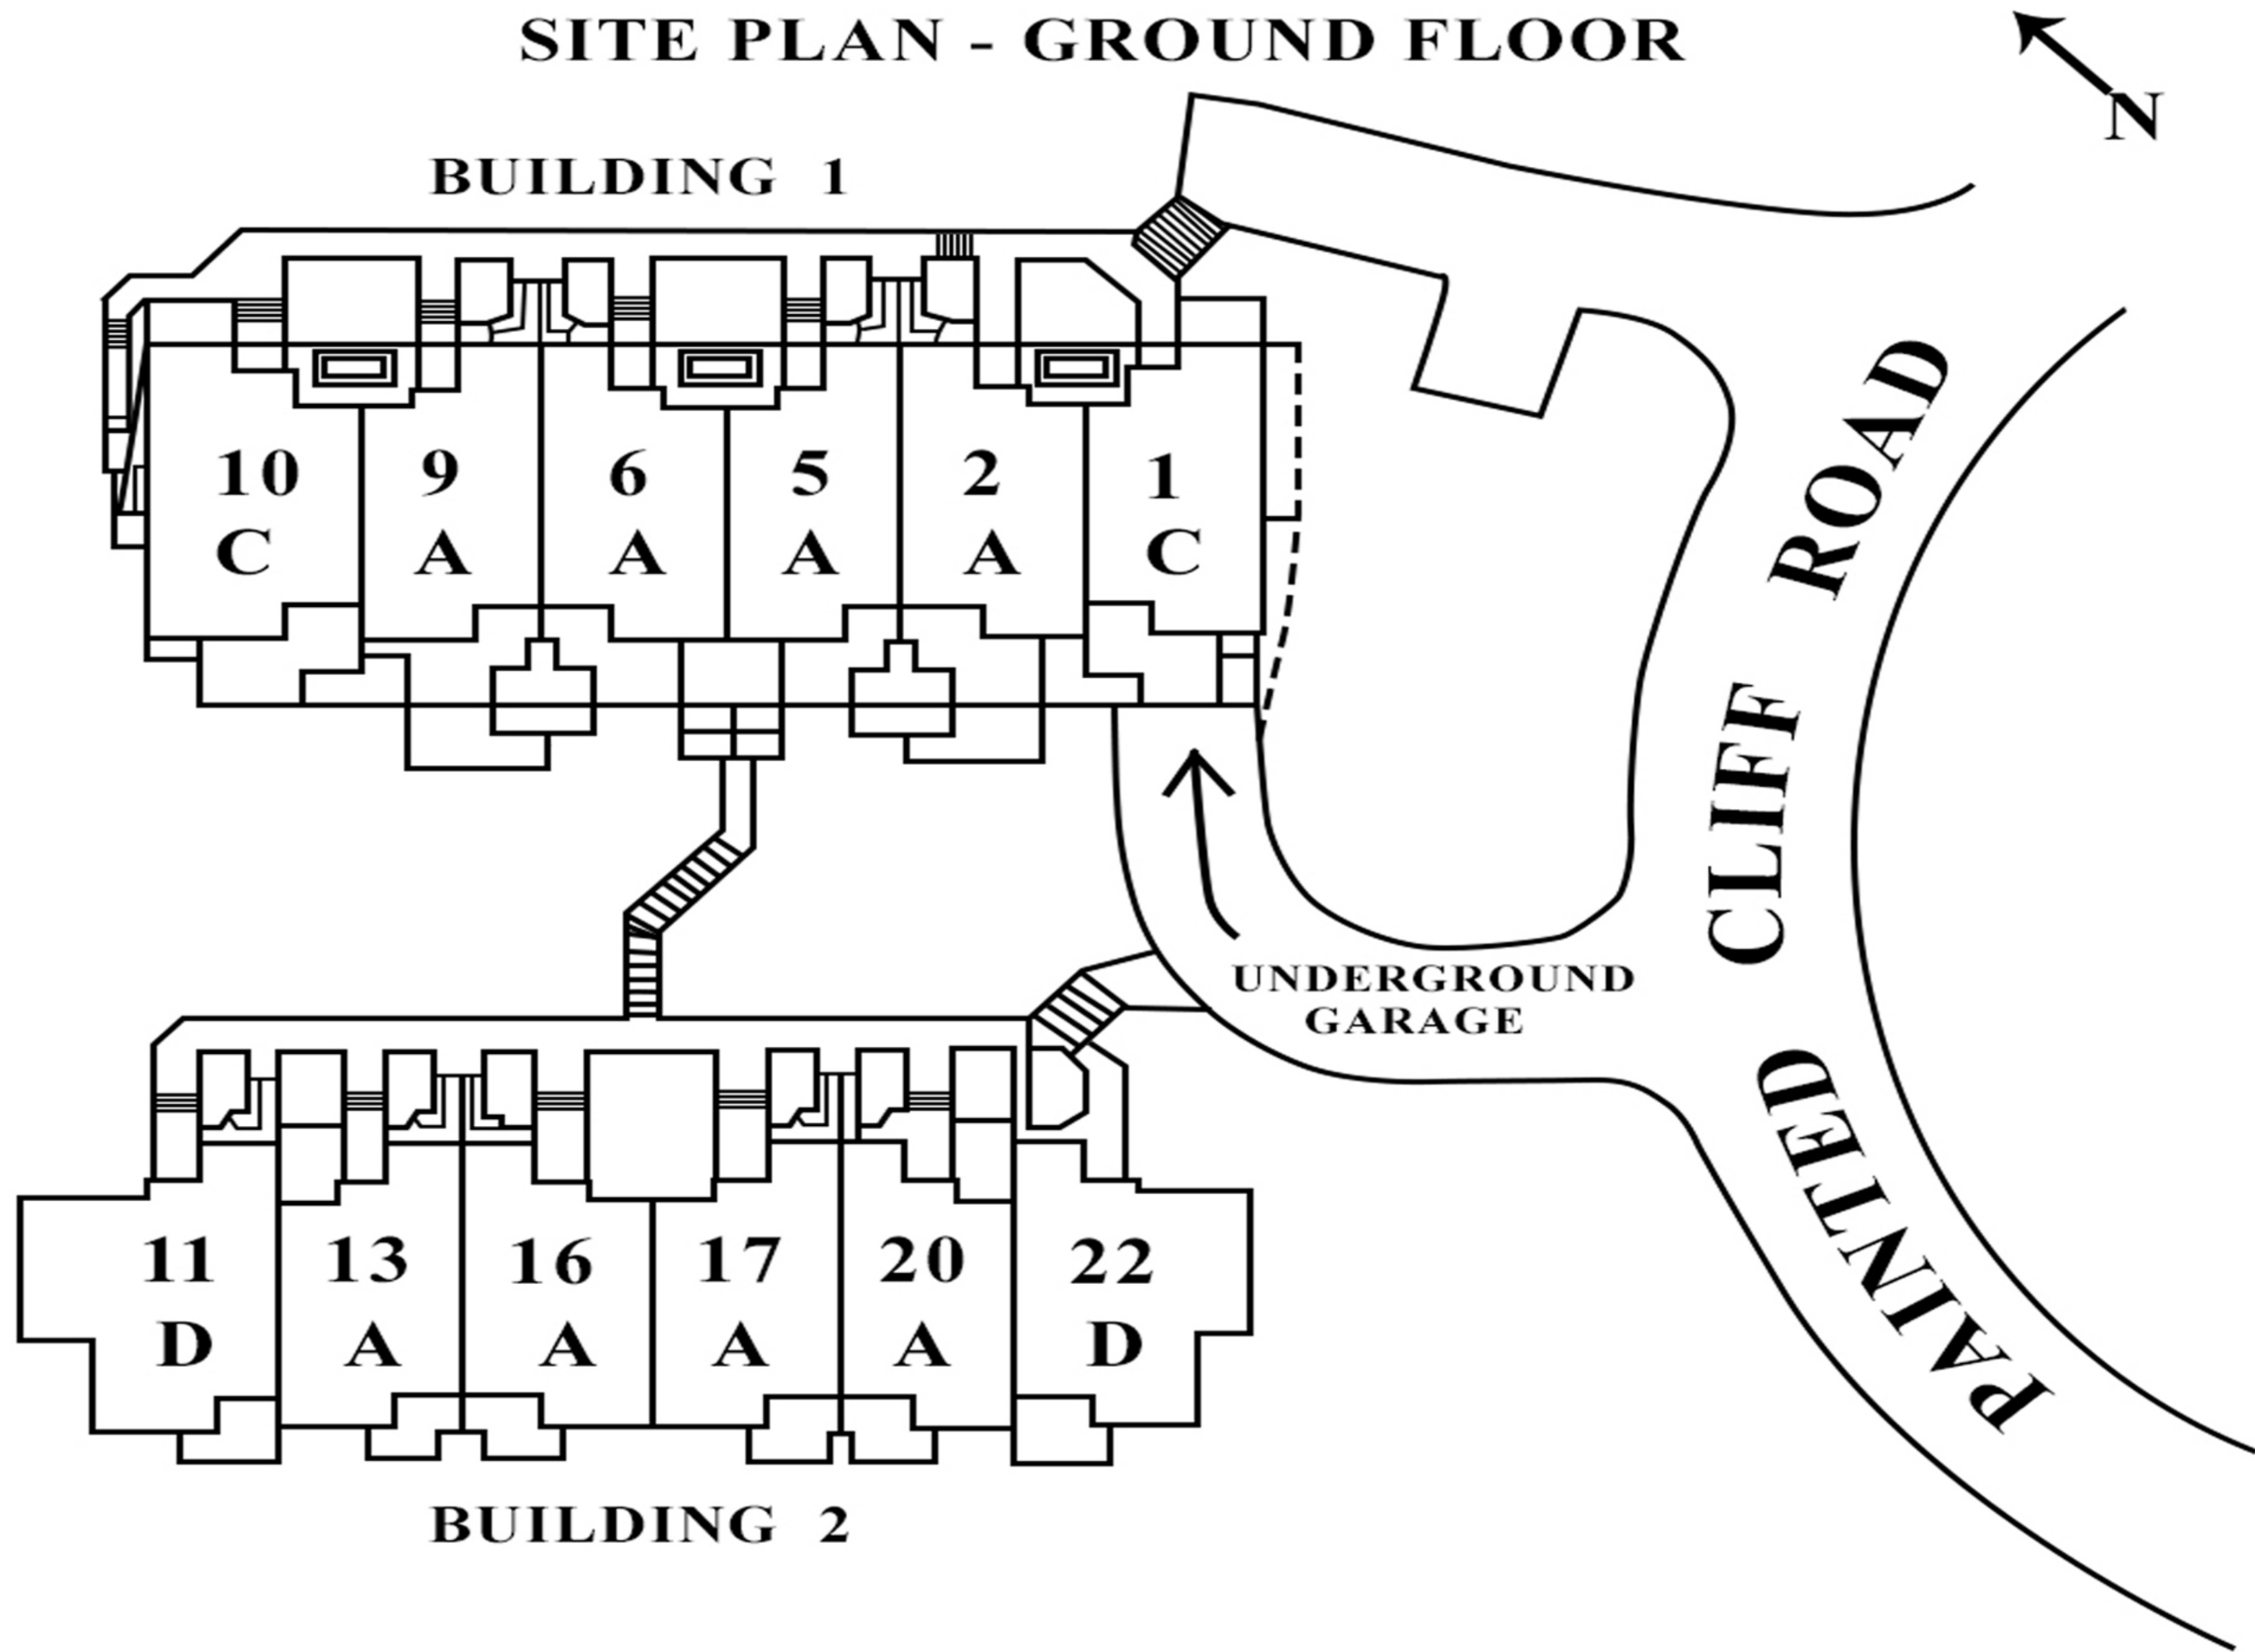 SITE PLAN - GROUND FLOOR
N
BUILDING 1
10 9 6 5 2 1
C A A A A C
UNDERGROUND
GARAGE
PAINTED CLIFF ROAD
11 13 16 17 20 22
D A A A A D
BUILDING 2